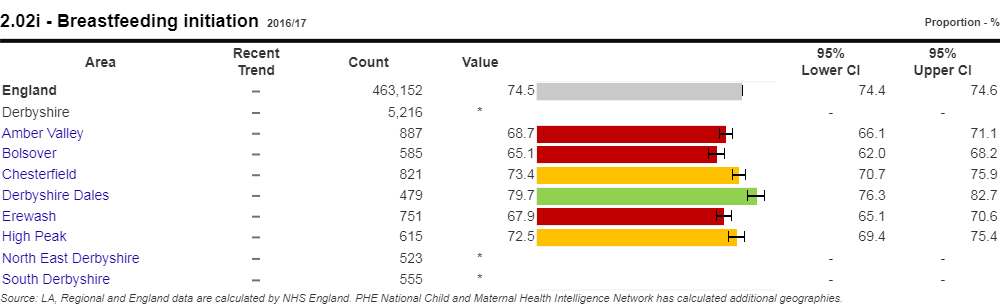 2.02i - Breastfeeding initiation 2016/17 Proportion - %
Area Recent Trend Count Value 95% Lower CI 95% Upper CI
England – 463,152 74.5 74.4 74.6
Derbyshire – 5,216 * - -
Amber Valley – 887 68.7 66.1 71.1
Bolsover – 585 65.1 62.0 68.2
Chesterfield – 821 73.4 70.7 75.9
Derbyshire Dales – 479 79.7 76.3 82.7
Erewash – 751 67.9 65.1 70.6
High Peak – 615 72.5 69.4 75.4
North East Derbyshire – 523 * - -
South Derbyshire – 555 * - -
Source: LA, Regional and England data are calculated by NHS England. PHE National Child and Maternal Health Intelligence Network has calculated additional geographies.